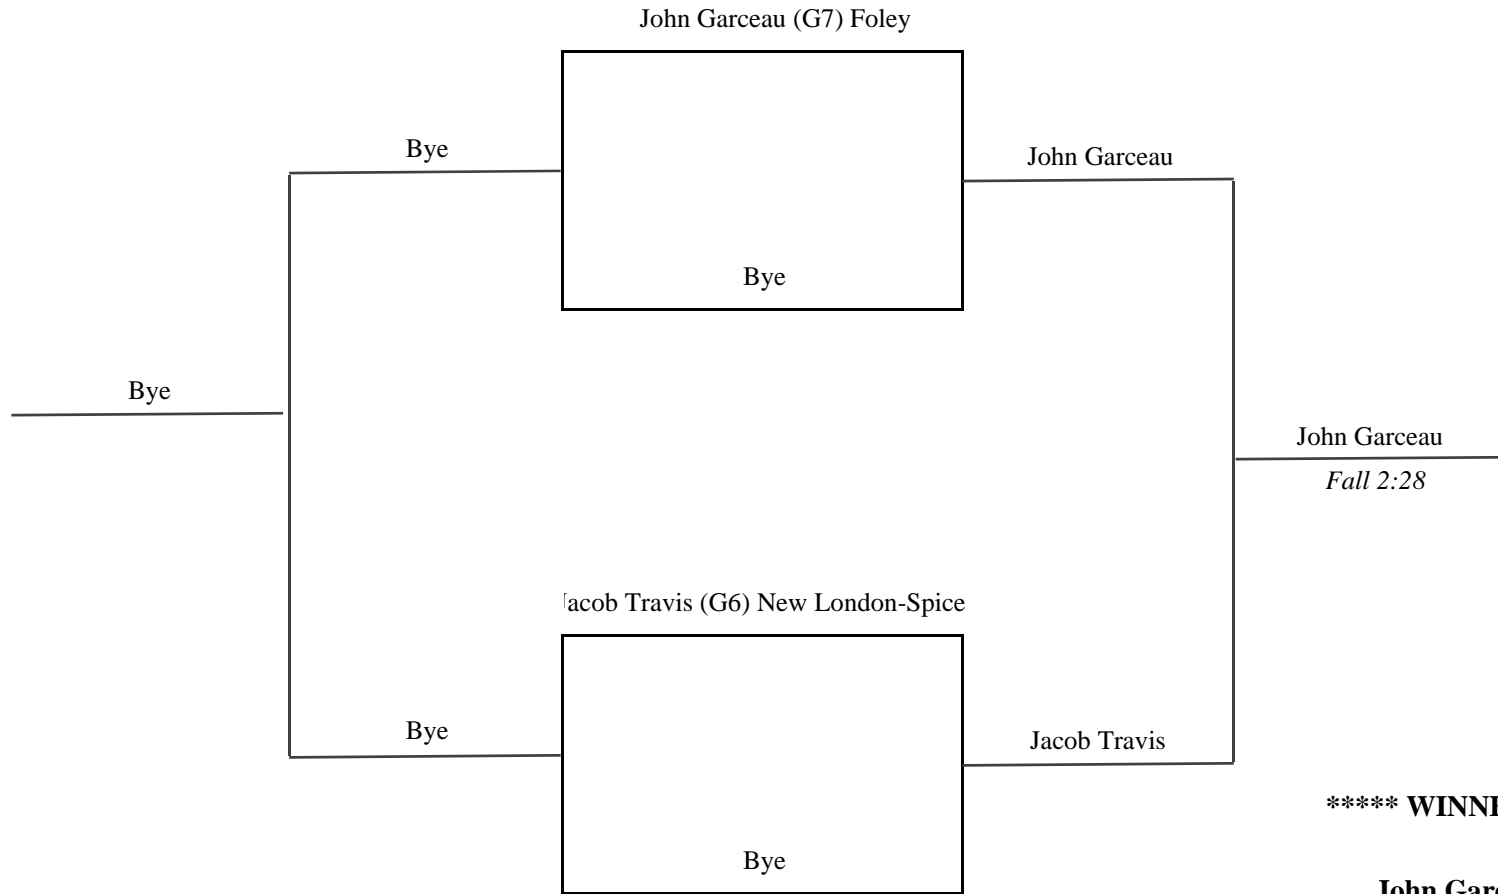 John Garceau (G7) Foley
Bye
John Garceau
Bye
Bye
John Garceau
Fall 2:28
Jacob Travis (G6) New London-Spice
Bye
Jacob Travis
*****
Bye
John